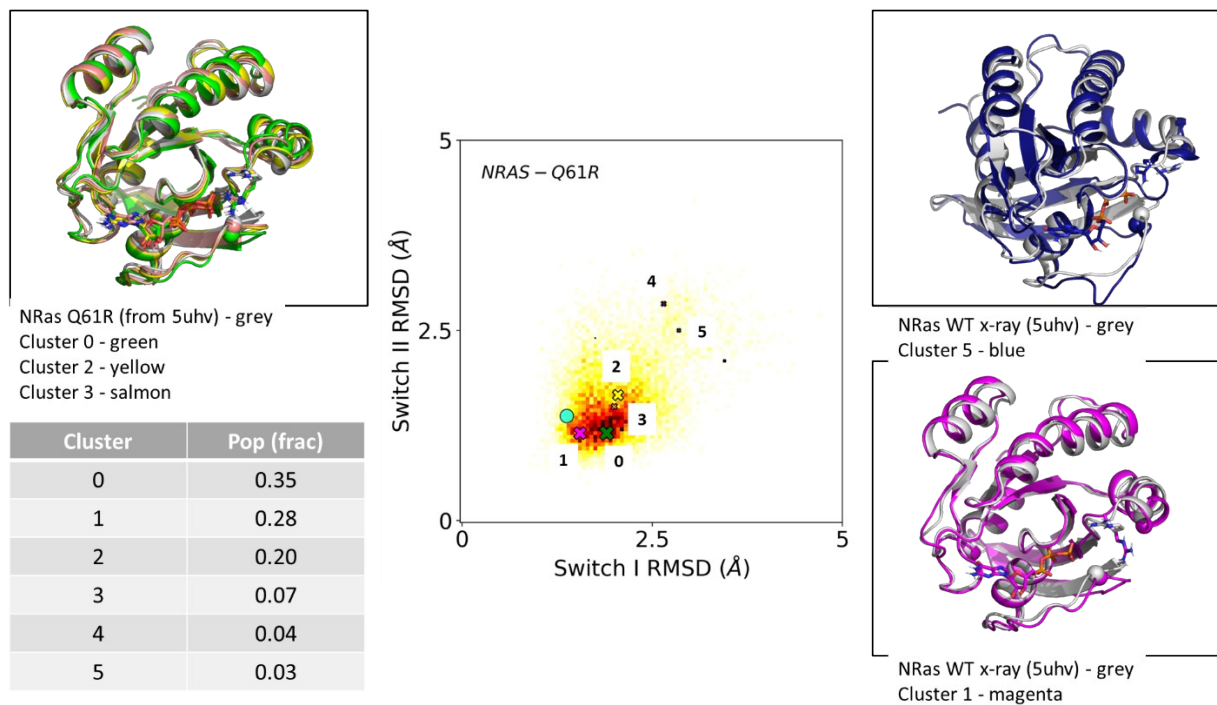 NRas Q61R (from 5uhv) - grey
Cluster 0 - green
Cluster 2 - yellow
Cluster 3 - salmon
Cluster Pop (frac)
0 0.35
1 0.28
2 0.20
3 0.07
4 0.04
5 0.03
NRAS – Q61R
5
2.5
0
Switch II RMSD (Å)
4
5
2
3
1
0
0 2.5 5
Switch I RMSD (Å)
NRas WT x-ray (5uhv) - grey
Cluster 5 - blue
NRas WT x-ray (5uhv) - grey
Cluster 1 - magenta